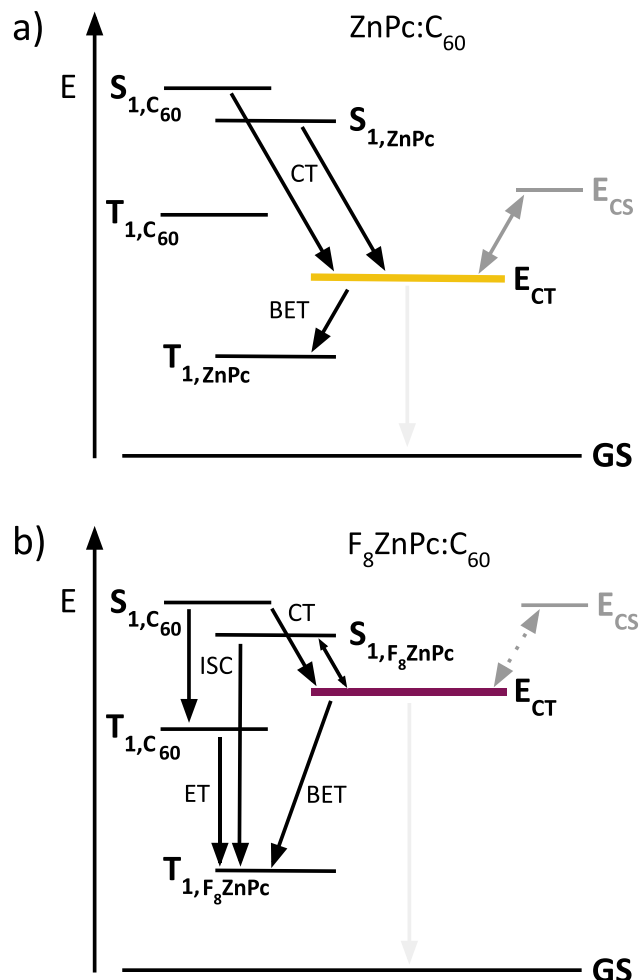 a) ZnPc:C60
E
S1,C60
S1,ZnPc
CT
T1,C60
ECS
ECT
BET
T1,ZnPc
GS
b) F8ZnPc:C60
E
S1,C60
CT
S1,F8ZnPc
ECS
ISC
ECT
T1,C60
ET
BET
T1,F8ZnPc
GS